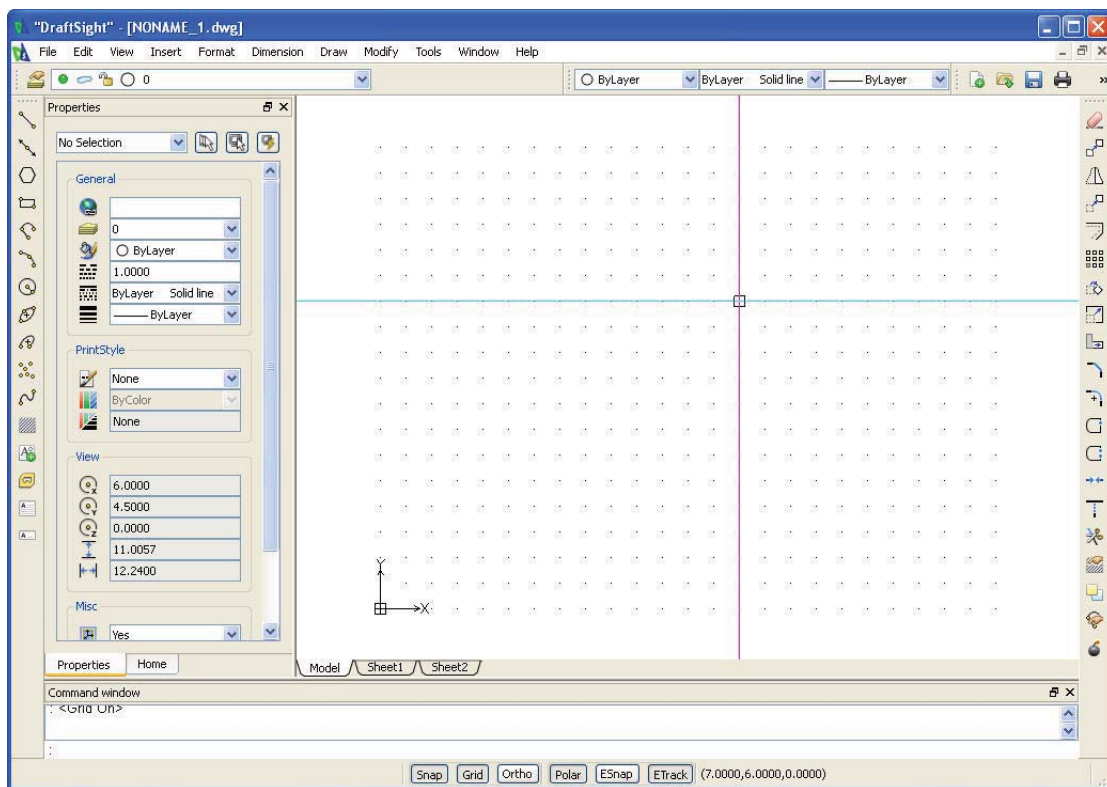 "DraftSight" - [NONAME_1.dwg]
File Edit View Insert Format Dimension Draw Modify Tools Window Help
0 ByLayer ByLayer Solid line ByLayer »
Properties
No Selection
General
0
ByLayer
1.0000
ByLayer Solid line
ByLayer
PrintStyle
None
ByColor
None
View
6.0000
4.5000
0.0000
11.0057
12.2400
Misc
Yes
Properties Home
Y
X
Model Sheet1 Sheet2
Command window
: <Grid On>
:
Snap Grid Ortho Polar ESnap ETrack (7.0000,6.0000,0.0000)